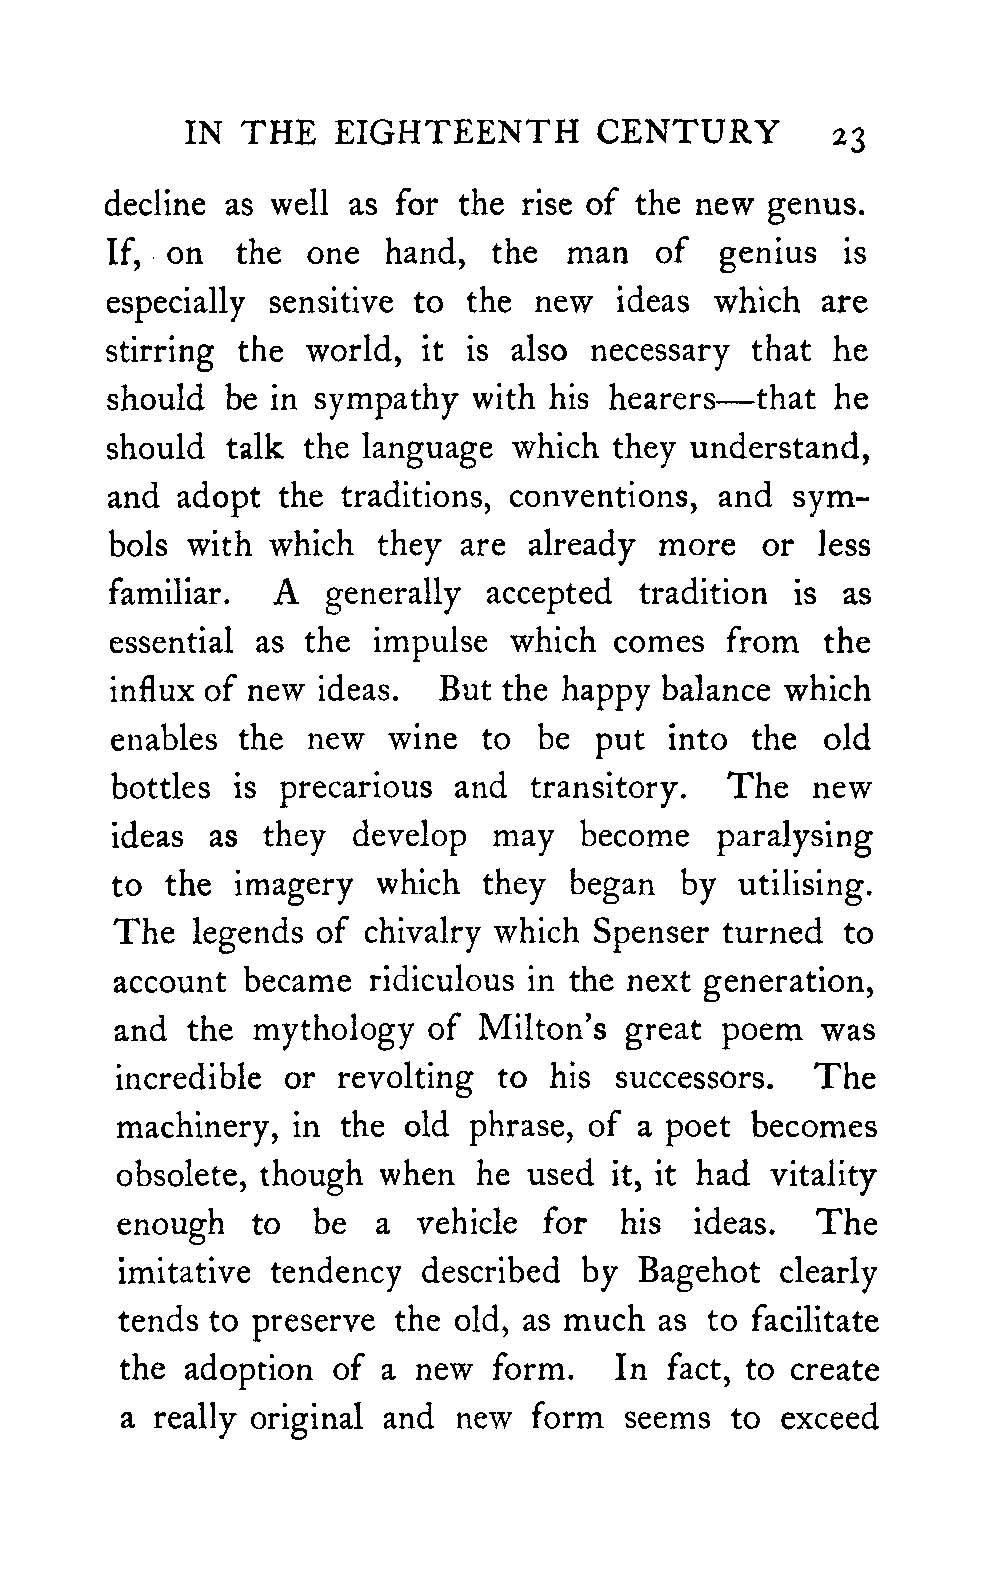 IN THE EIGHTEENTH CENTURY 23
decline as well as for the rise of the new genus.
If, on the one hand, the man of genius is
especially sensitive to the new ideas which are
stirring the world, it is also necessary that he
should be in sympathy with his hearers—that he
should talk the language which they understand,
and adopt the traditions, conventions, and sym-
bols with which they are already more or less
familiar. A generally accepted tradition is as
essential as the impulse which comes from the
influx of new ideas. But the happy balance which
enables the new wine to be put into the old
bottles is precarious and transitory. The new
ideas as they develop may become paralysing
to the imagery which they began by utilising.
The legends of chivalry which Spenser turned to
account became ridiculous in the next generation,
and the mythology of Milton's great poem was
incredible or revolting to his successors. The
machinery, in the old phrase, of a poet becomes
obsolete, though when he used it, it had vitality
enough to be a vehicle for his ideas. The
imitative tendency described by Bagehot clearly
tends to preserve the old, as much as to facilitate
the adoption of a new form. In fact, to create
a really original and new form seems to exceed